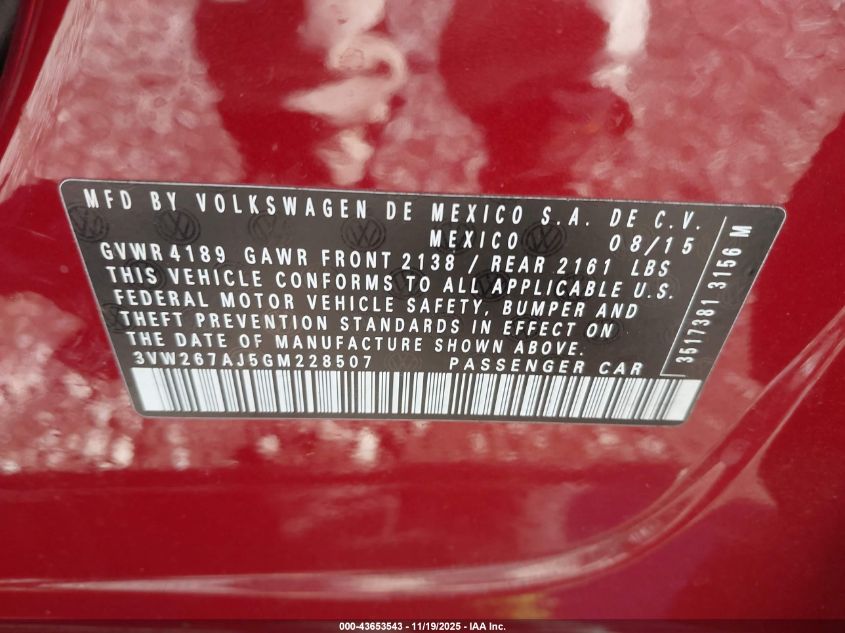 MFD BY VOLKSWAGEN DE MEXICO S.A. DE C.V.
MEXICO 08/15
GVWR 4189 GAWR FRONT 2138 / REAR 2161 LBS
THIS VEHICLE CONFORMS TO ALL APPLICABLE U.S.
FEDERAL MOTOR VEHICLE SAFETY, BUMPER AND
THEFT PREVENTION STANDARDS IN EFFECT ON
THE DATE OF MANUFACTURE SHOWN ABOVE.
3VW267AJ5GM228507 PASSENGER CAR
3517381 3156 M
000-43653543 - 11/19/2025 - IAA Inc.